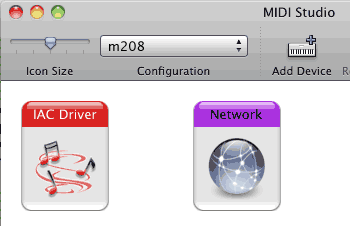 MIDI Studio
m208
Icon Size
Configuration
Add Device
IAC Driver
Network